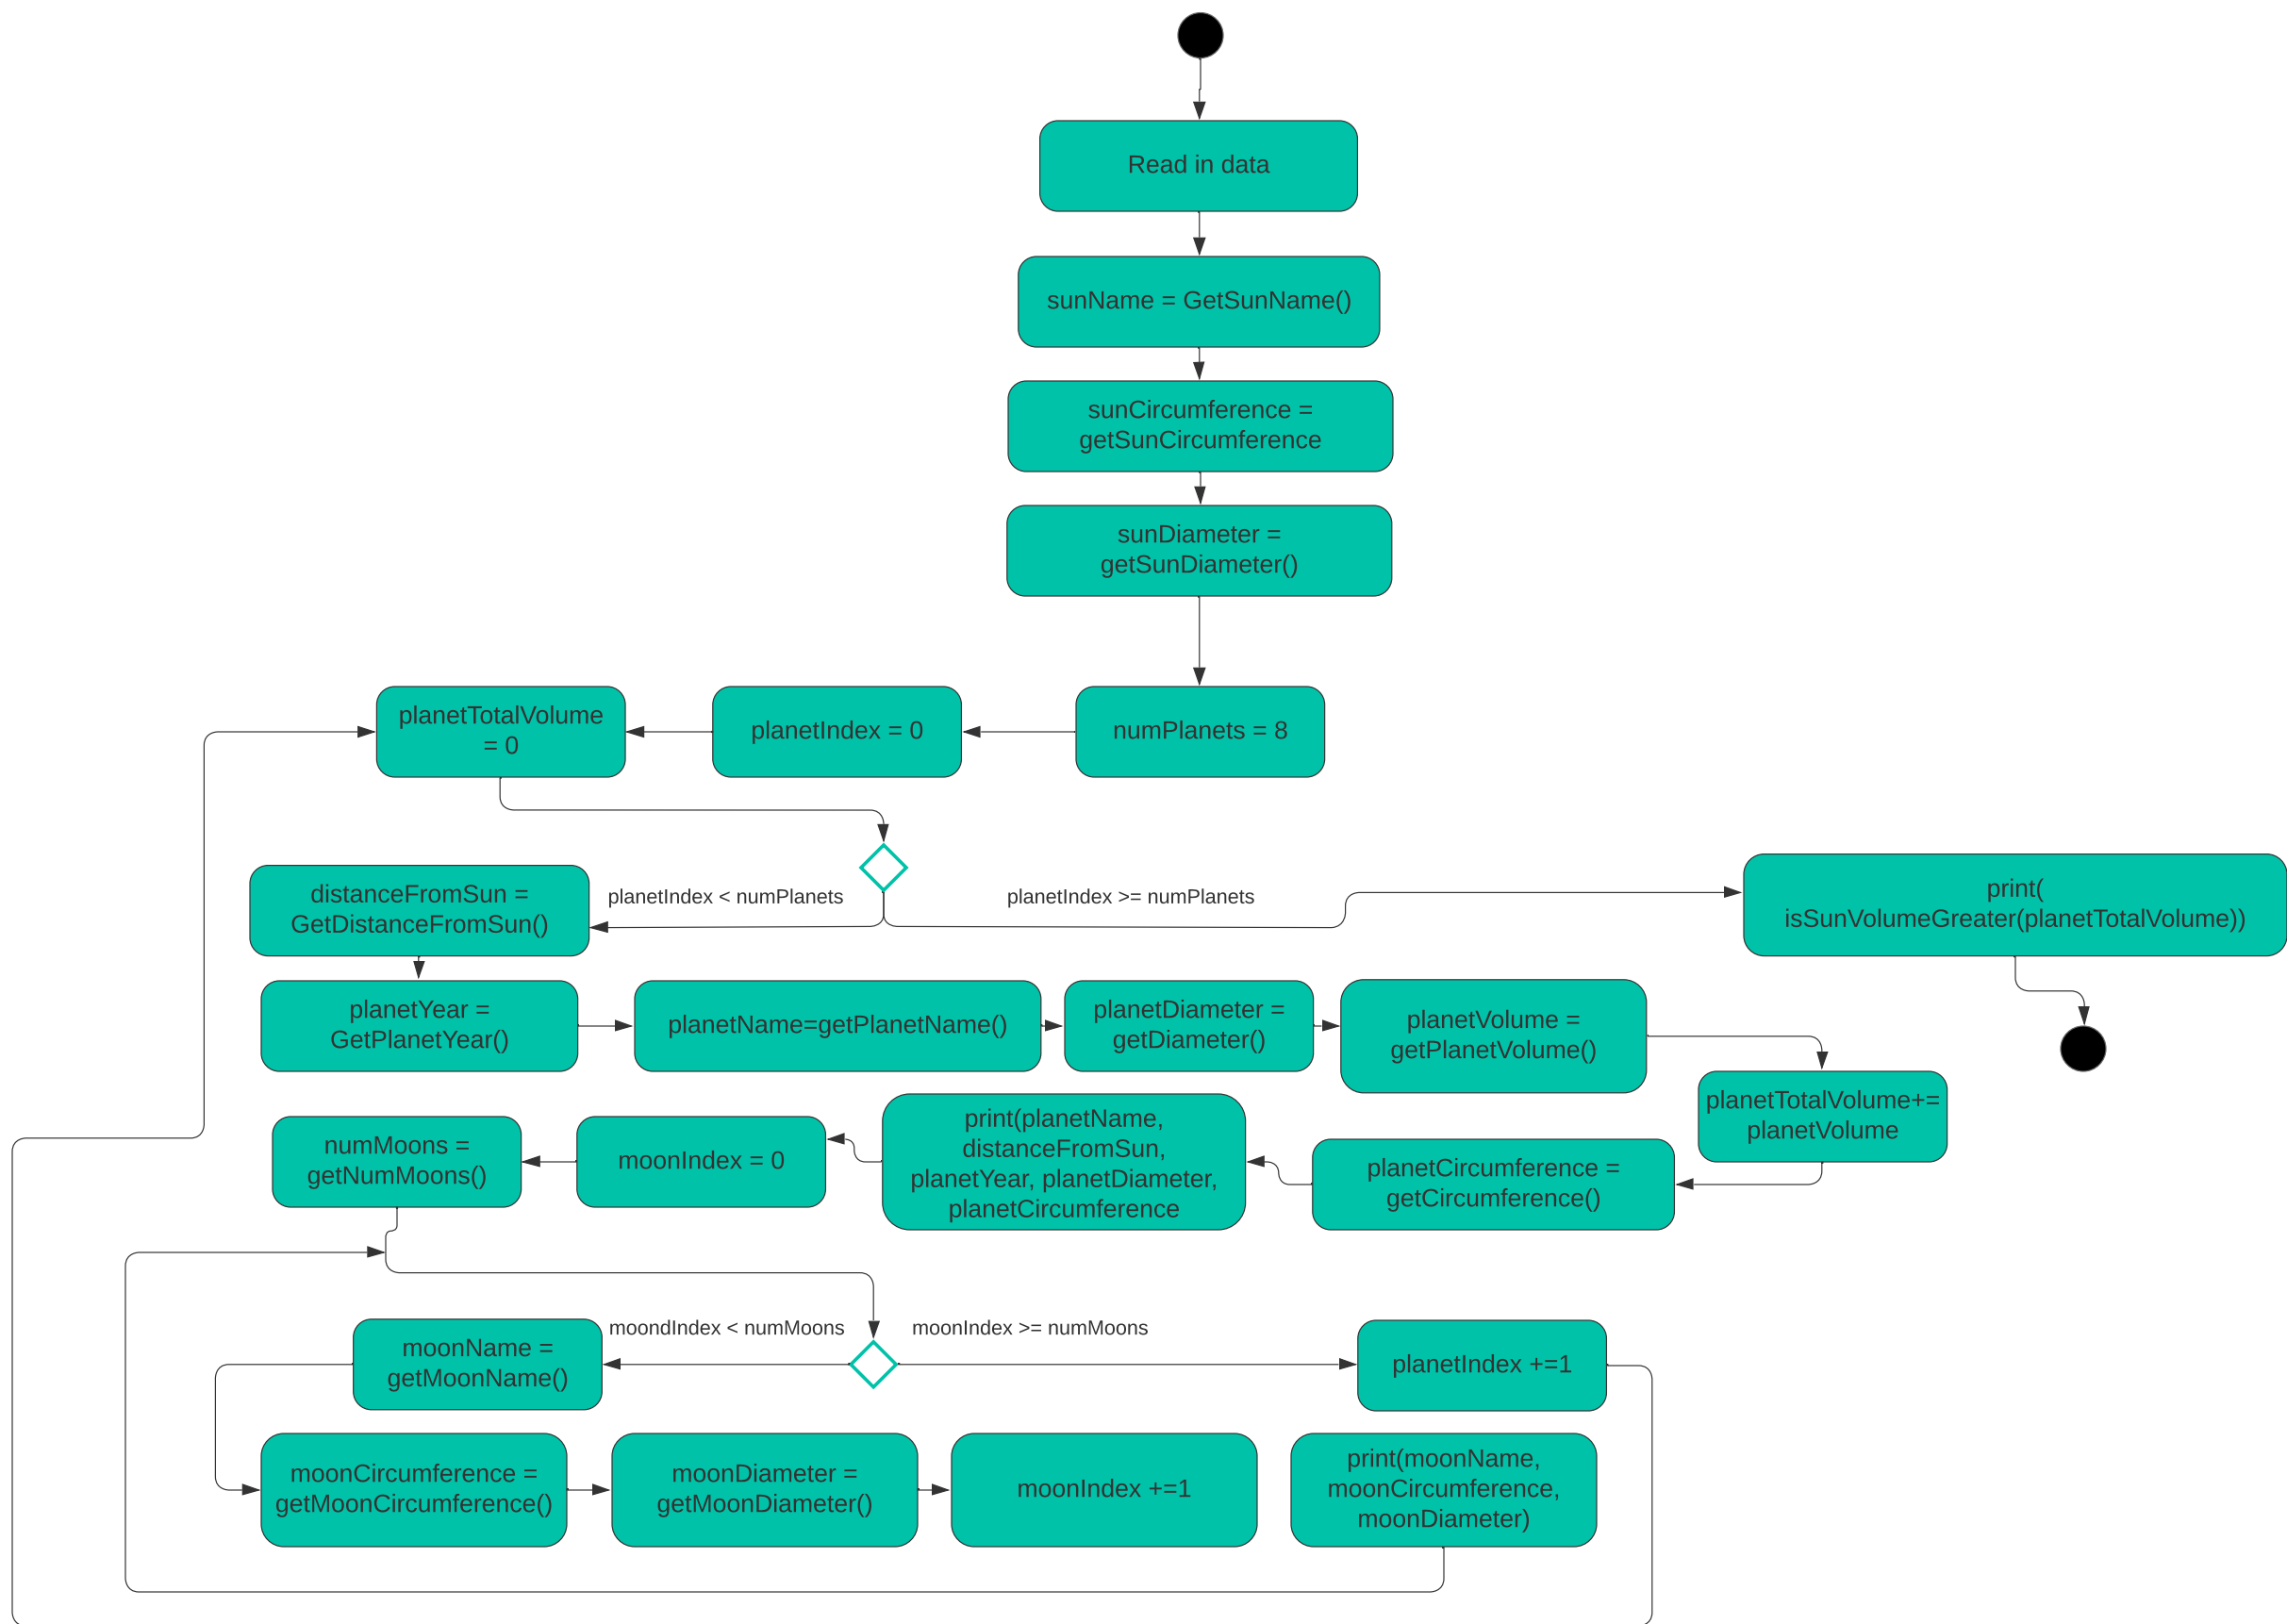 Read in data
sunName = GetSunName()
sunCircumference =
getSunCircumference
sunDiameter =
getSunDiameter()
planetTotalVolume
= 0
planetIndex = 0
numPlanets = 8
distanceFromSun =
GetDistanceFromSun()
planetIndex < numPlanets
planetIndex >= numPlanets
print(
isSunVolumeGreater(planetTotalVolume))
planetYear =
GetPlanetYear()
planetName=getPlanetName()
planetDiameter =
getDiameter()
planetVolume =
getPlanetVolume()
planetTotalVolume+=
planetVolume
numMoons =
getNumMoons()
moonIndex = 0
print(planetName,
distanceFromSun,
planetYear, planetDiameter,
planetCircumference
planetCircumference =
getCircumference()
moonName =
getMoonName()
moondIndex < numMoons
moonIndex >= numMoons
planetIndex +=1
moonCircumference =
getMoonCircumference()
moonDiameter =
getMoonDiameter()
moonIndex +=1
print(moonName,
moonCircumference,
moonDiameter)